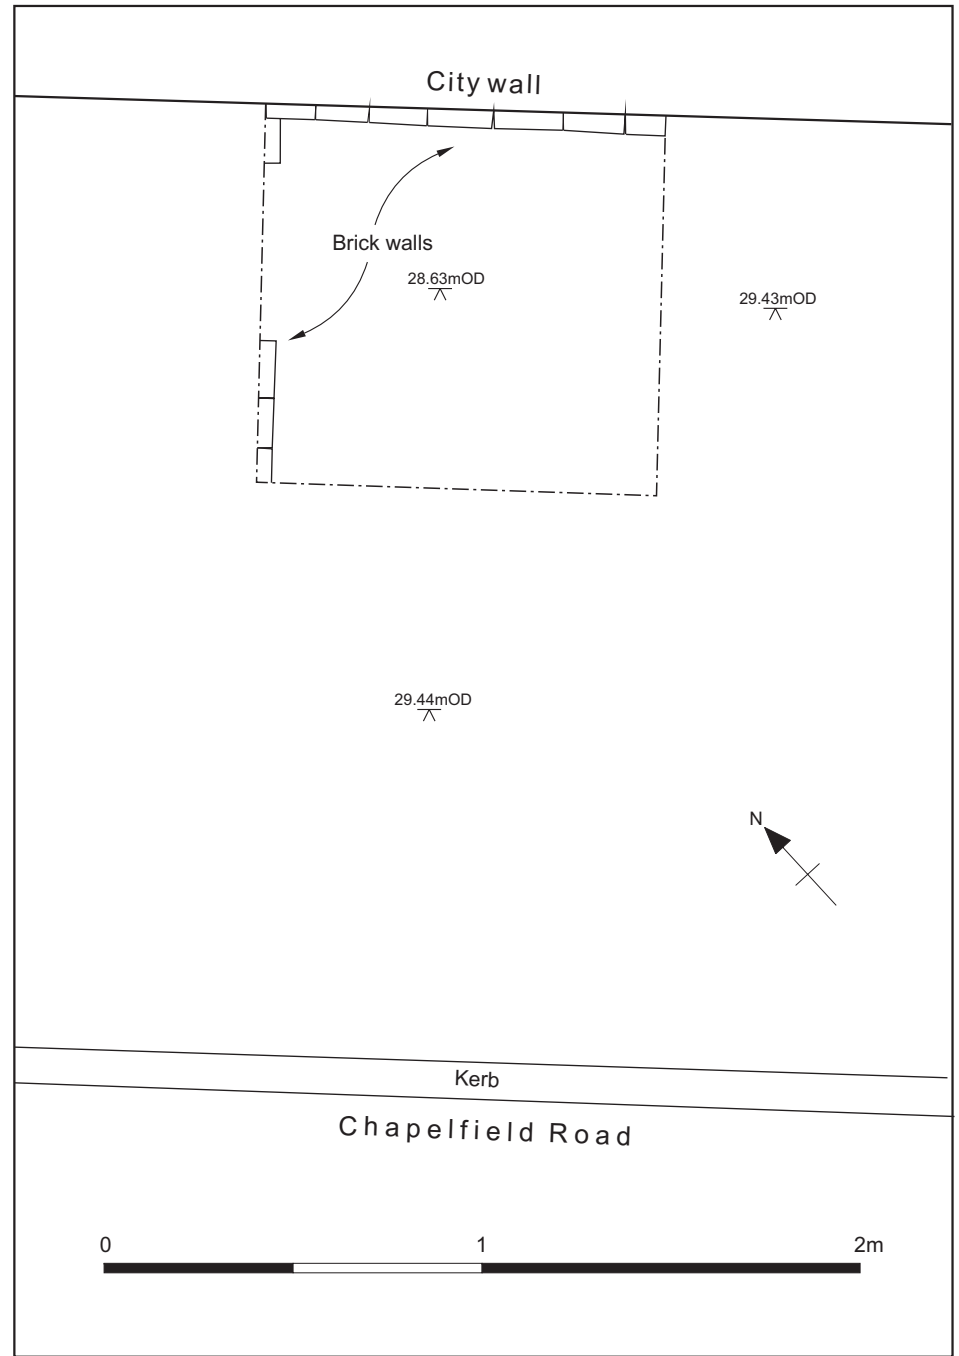 City wall
Brick walls
28.63mOD
29.43mOD
29.44mOD
N
Kerb
Chapelfield Road
0 1 2m